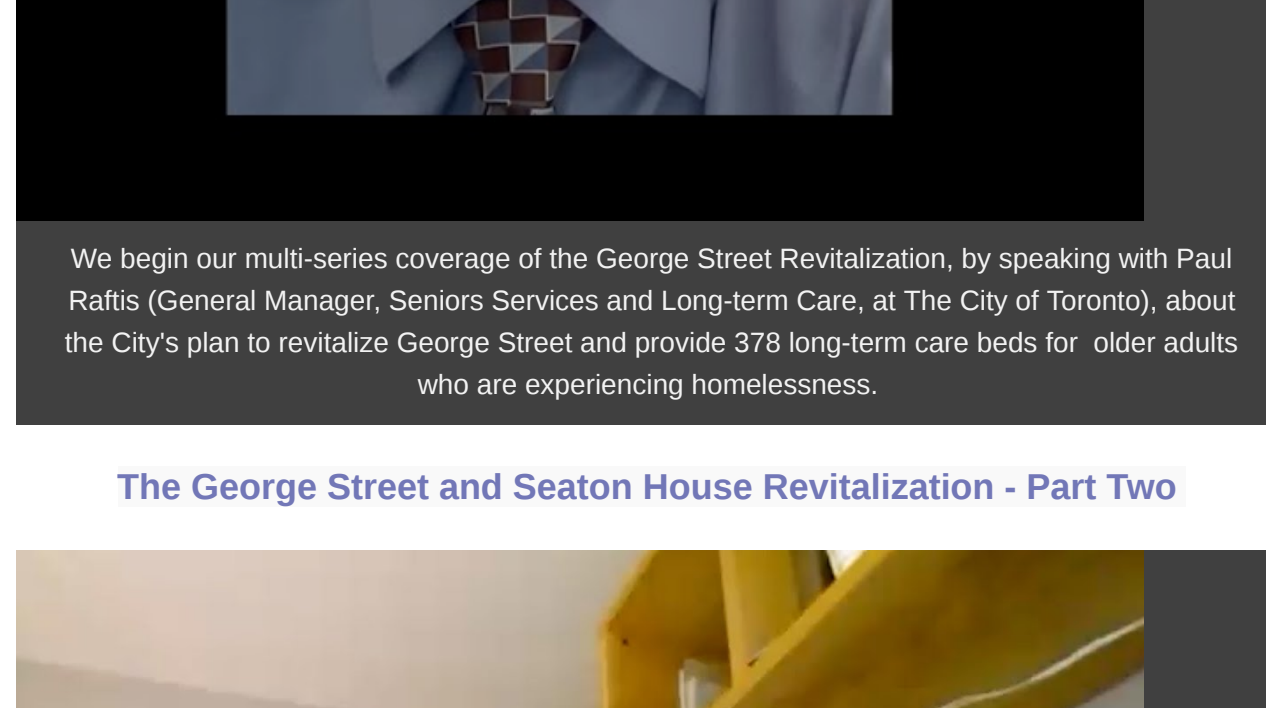 We begin our multi-series coverage of the George Street Revitalization, by speaking with Paul
Raftis (General Manager, Seniors Services and Long-term Care, at The City of Toronto), about
the City's plan to revitalize George Street and provide 378 long-term care beds for  older adults
who are experiencing homelessness.
The George Street and Seaton House Revitalization - Part Two